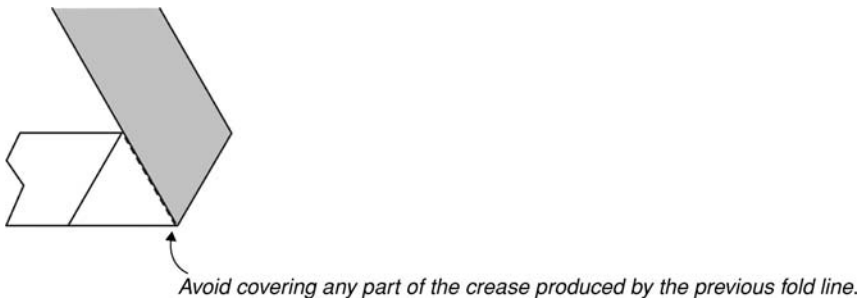 Avoid covering any part of the crease produced by the previous fold line.